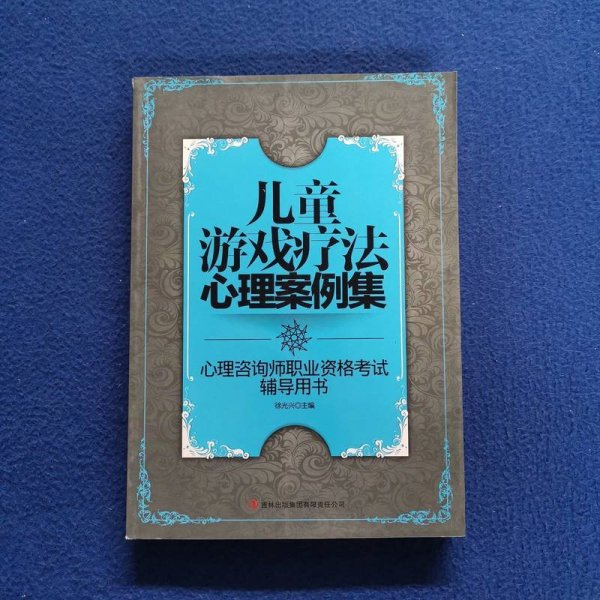 儿童
游戏疗法
心理案例集
心理咨询师职业资格考试
辅导用书
徐光兴◎主编
吉林出版集团有限责任公司